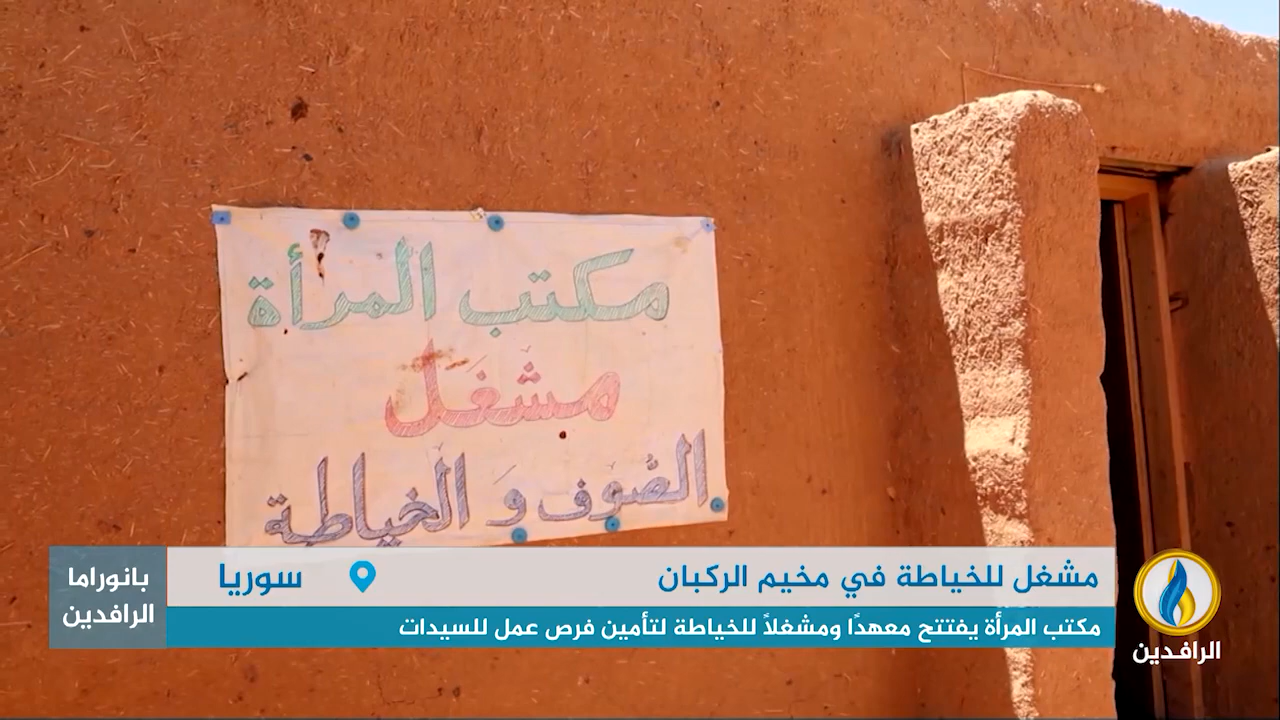 مكتب المرأة
مشغل
الصوف و الخياطة
مشغل للخياطة في مخيم الركبان
سوريا
بانوراما
الرافدين
مكتب المرأة يفتتح معهدًا ومشغلاً للخياطة لتأمين فرص عمل للسيدات
الرافدين